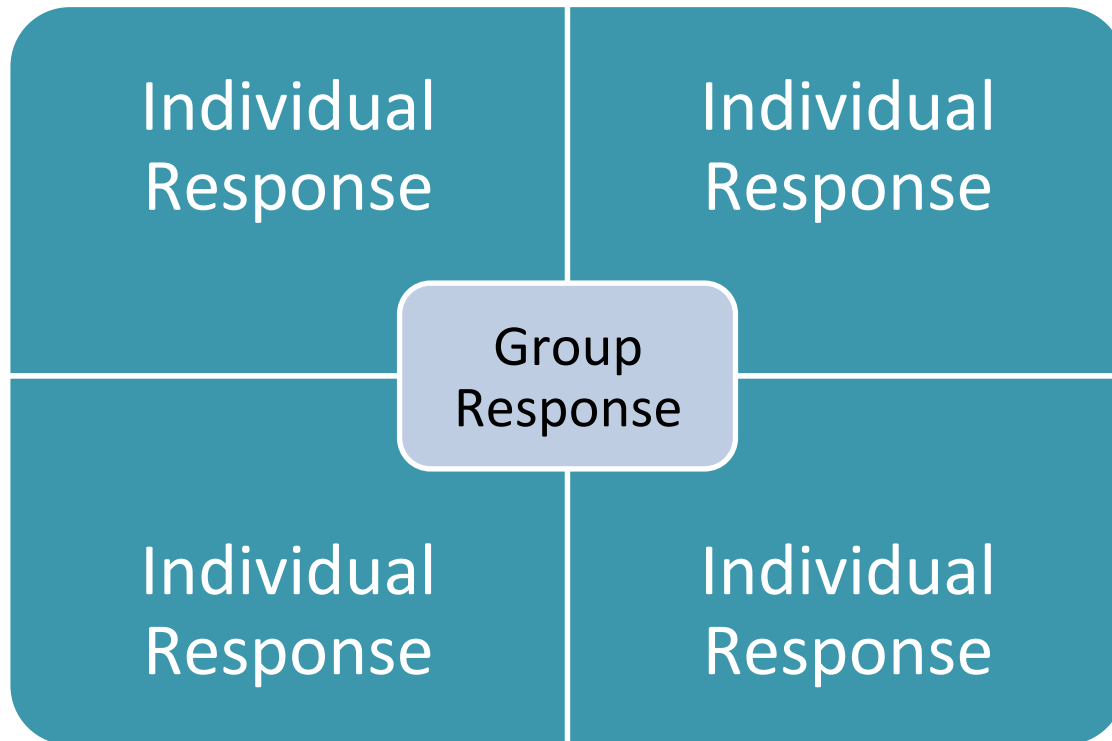 Individual
Response
Individual
Response
Group
Response
Individual
Response
Individual
Response